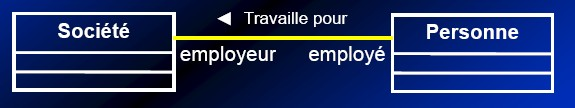 Société
◄ Travaille pour
Personne
employeur
employé